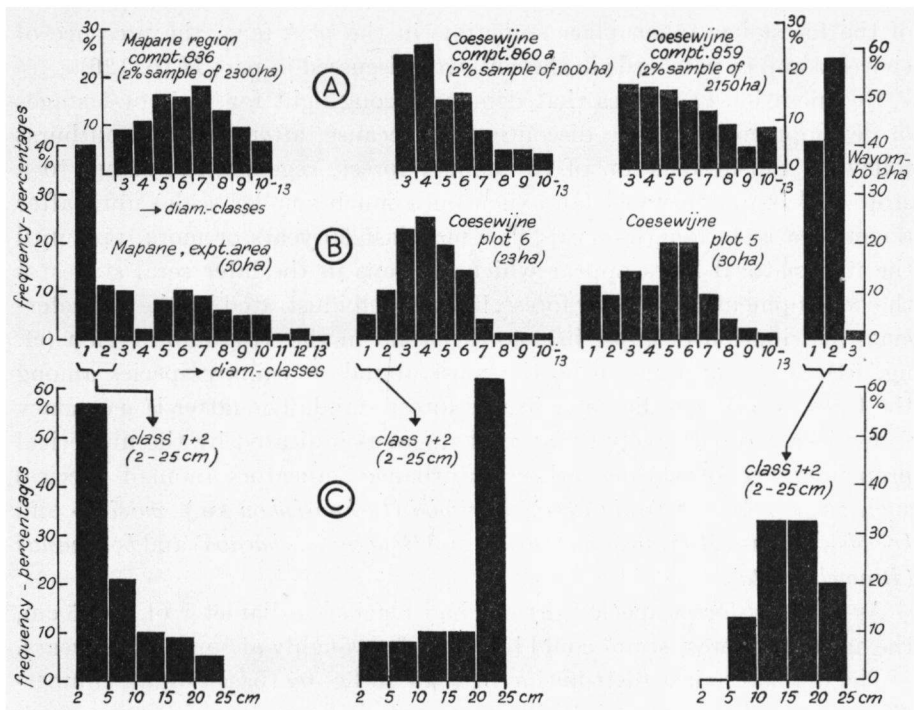 30
%
20
10
Mapane region
compt. 836
(2% sample of 2300 ha)
A
Coesewijne
compt. 860 a
(2% sample of 1000 ha)
Coesewijne
compt. 859
(2% sample of
2150 ha)
30
%
20
10
0
3 4 5 6 7 8 9 10-13
→ diam-classes
3 4 5 6 7 8 9 10-13
3 4 5 6 7 8 9 10-13
60
%
50
40
30
20
10
0
Wayom-
bo 2 ha
frequency-percentages
40
30
20
10
0
B
Mapane, expt. area
(50 ha)
Coesewijne
plot 6
(23 ha)
Coesewijne
plot 5
(30 ha)
1 2 3 4 5 6 7 8 9 10 11 12 13
→ diam.-classes
1 2 3 4 5 6 7 8 9 10-13
1 2 3 4 5 6 7 8 9 10-13
1 2 3
frequency - percentages
60
%
50
40
30
20
10
0
class 1+2
(2-25 cm)
C
class 1+2
(2-25 cm)
class 1+2
(2-25 cm)
60
%
50
40
30
20
10
0
2 5 10 15 20 25 cm
2 5 10 15 20 25 cm
2 5 10 15 20 25 cm